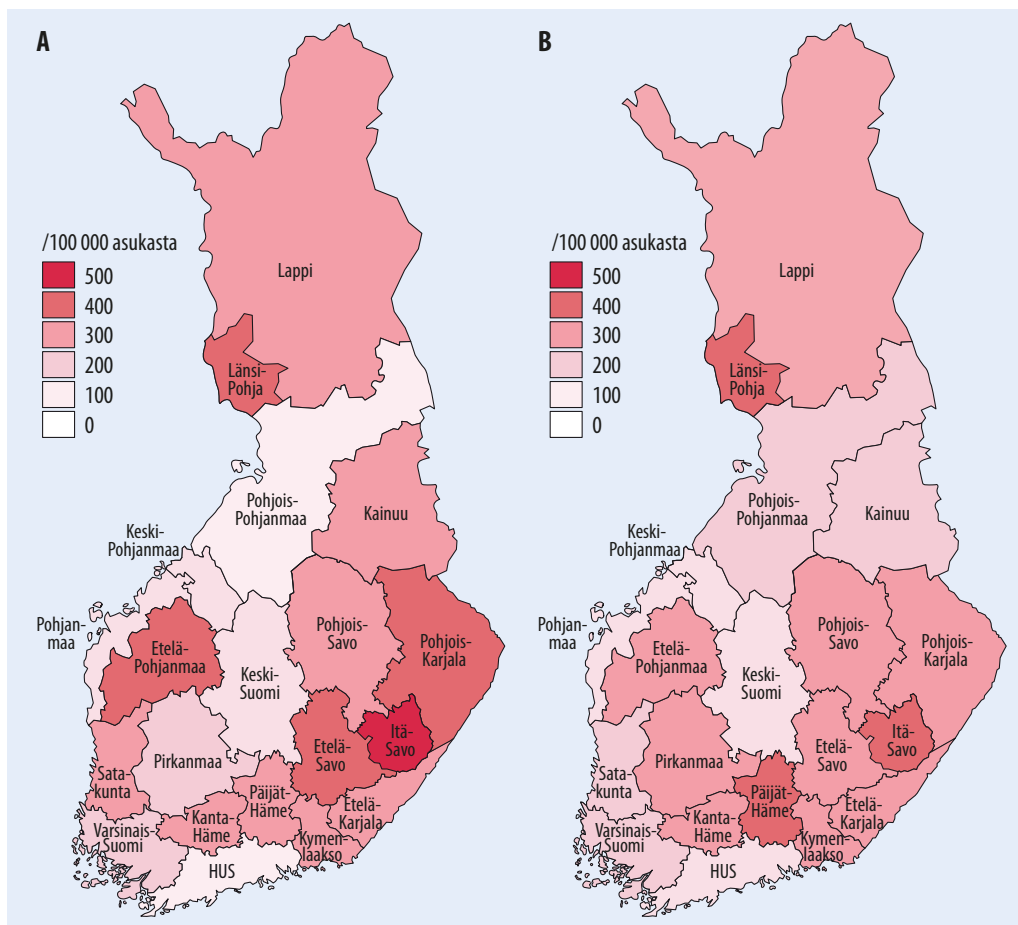 A
/100 000 asukasta
500
400
300
200
100
0
Lappi
Länsi-
Pohja
Pohjois-
Pohjanmaa
Kainuu
Keski-
Pohjanmaa
Pohjan-
maa
Etelä-
Pohjanmaa
Keski-
Suomi
Pohjois-
Savo
Pohjois-
Karjala
Itä-
Savo
Etelä-
Savo
Pirkanmaa
Sata-
kunta
Päijät-
Häme
Etelä-
Karjala
Kanta-
Häme
Varsinais-
Suomi
Kymen-
laakso
HUS
B
/100 000 asukasta
500
400
300
200
100
0
Lappi
Länsi-
Pohja
Pohjois-
Pohjanmaa
Kainuu
Keski-
Pohjanmaa
Pohjan-
maa
Etelä-
Pohjanmaa
Keski-
Suomi
Pohjois-
Savo
Pohjois-
Karjala
Itä-
Savo
Etelä-
Savo
Pirkanmaa
Sata-
kunta
Päijät-
Häme
Etelä-
Karjala
Kanta-
Häme
Varsinais-
Suomi
Kymen-
laakso
HUS